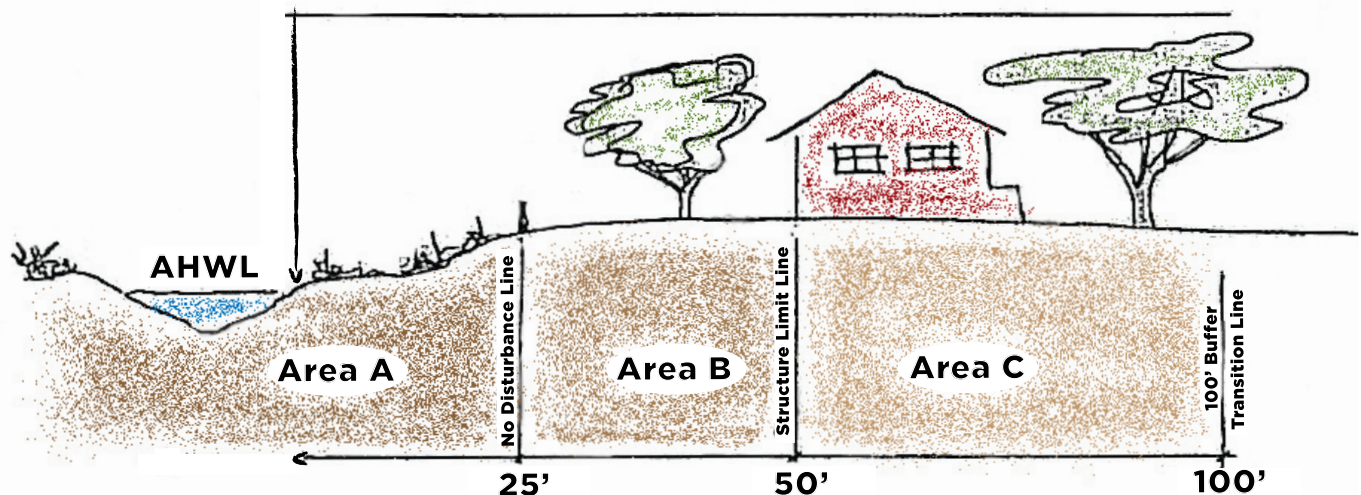 AHWL
Area A
No Disturbance Line
Area B
Structure Limit Line
Area C
100' Buffer
Transition Line
25'
50'
100'